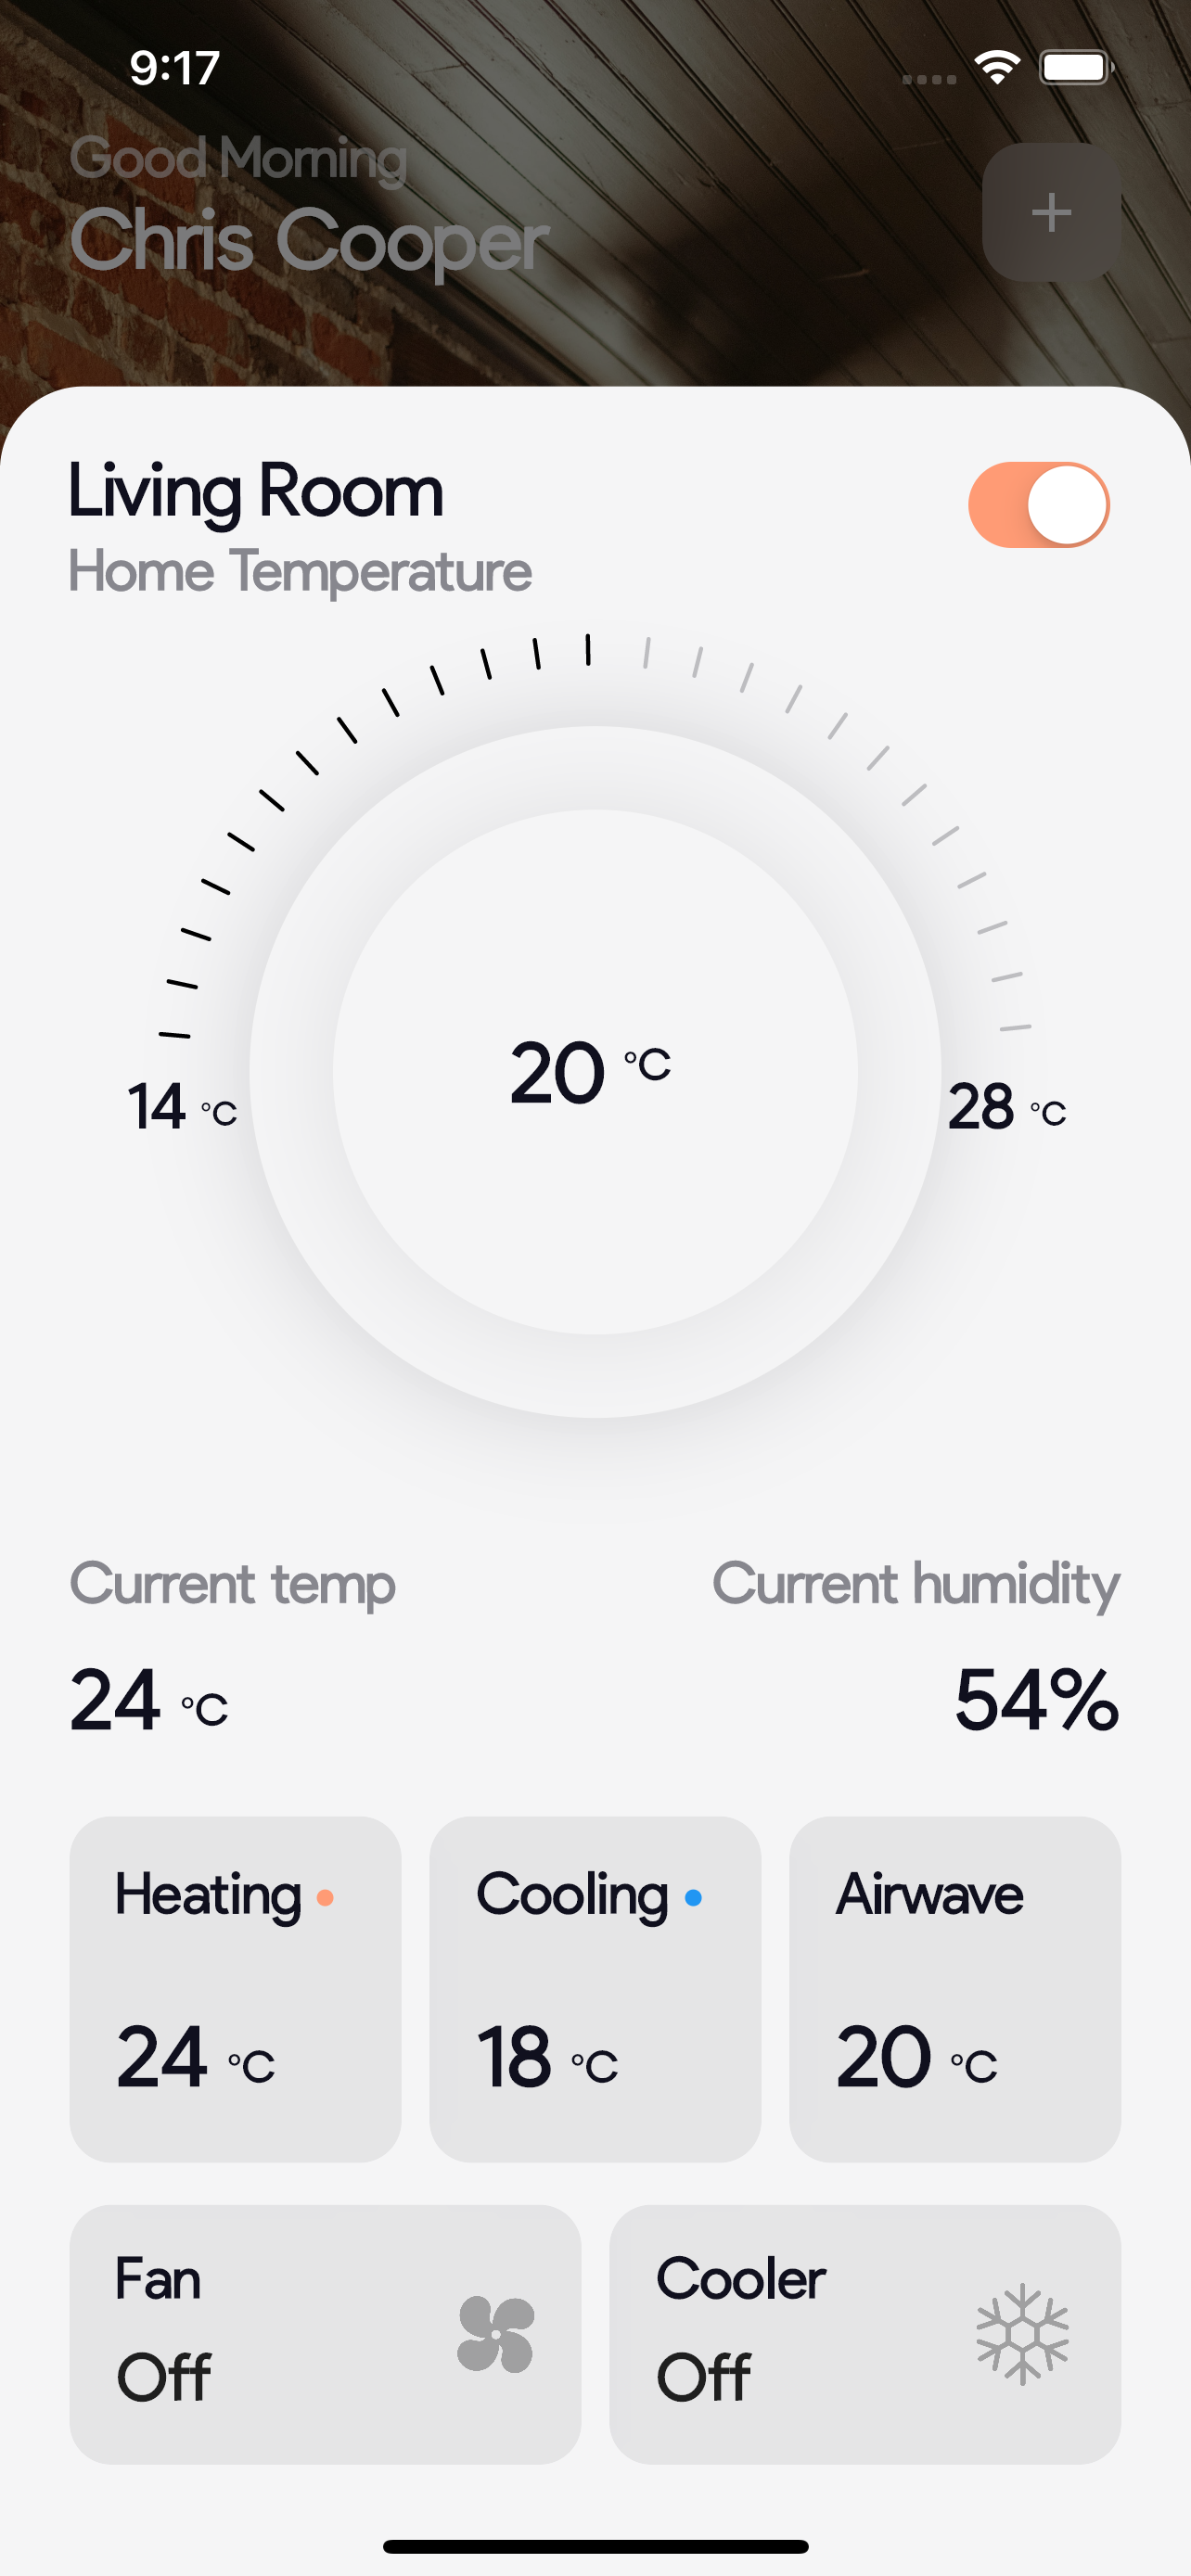 9:17
Good Morning
Chris Cooper
+
Living Room
Home Temperature
20 °C
14 °C
28 °C
Current temp
Current humidity
24 °C
54%
Heating
Cooling
Airwave
24 °C
18 °C
20 °C
Fan
Cooler
Off
Off